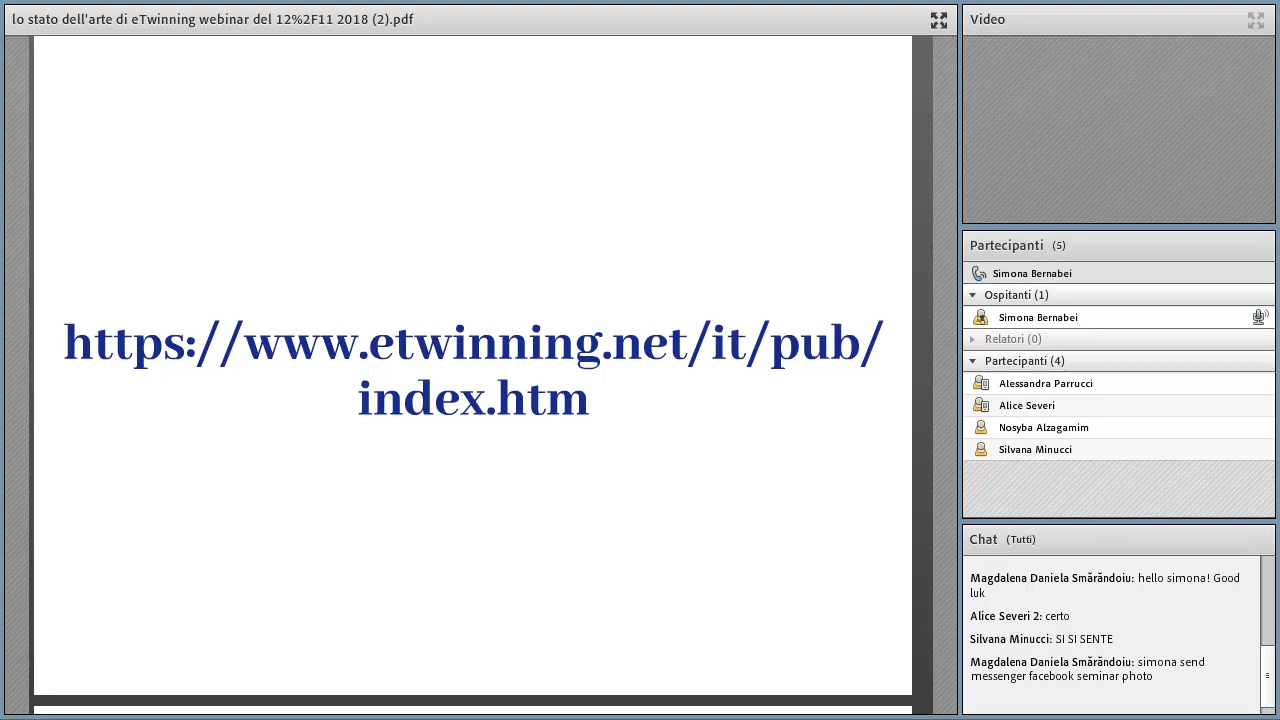 lo stato dell'arte di eTwinning webinar del 12%2F11 2018 (2).pdf
https://www.etwinning.net/it/pub/
index.htm
Video
Partecipanti (5)
Simona Bernabei
Ospitanti (1)
Simona Bernabei
Relatori (0)
Partecipanti (4)
Alessandra Parrucci
Alice Severi
Nosyba Alzagamim
Silvana Minucci
Chat (Tutti)
Magdalena Daniela Smărăndoiu: hello simona! Good
luk
Alice Severi 2: certo
Silvana Minucci: SI SI SENTE
Magdalena Daniela Smărăndoiu: simona send
messenger facebook seminar photo